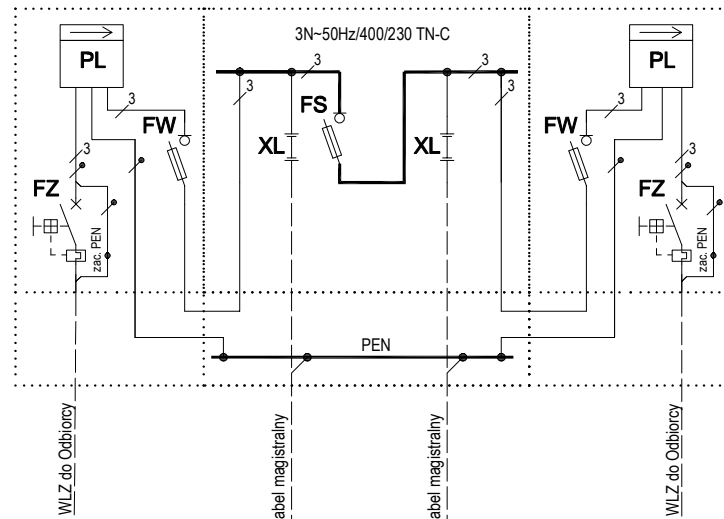 3N~50Hz/400/230 TN-C
PL
PL
3
3
3
3
3
3
FW
FS
FW
XL
XL
3
3
FZ
FZ
zac. PEN
zac. PEN
PEN
WLZ do Odbiorcy
abel magistralny
abel magistralny
WLZ do Odbiorcy